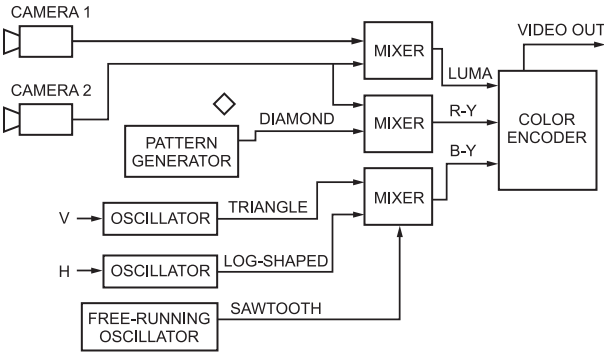 CAMERA 1
VIDEO OUT
MIXER
LUMA
CAMERA 2
COLOR
ENCODER
DIAMOND
MIXER
R-Y
PATTERN
GENERATOR
B-Y
MIXER
V
OSCILLATOR
TRIANGLE
H
OSCILLATOR
LOG-SHAPED
SAWTOOTH
FREE-RUNNING
OSCILLATOR